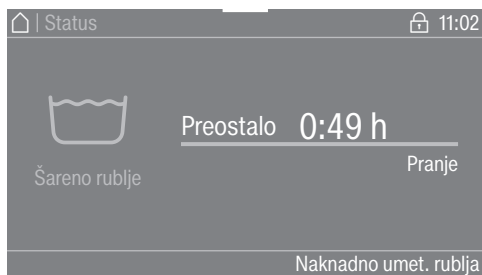 | Status 11:02
Preostalo 0:49 h
Pranje
Šareno rublje
Naknadno umet. rublja